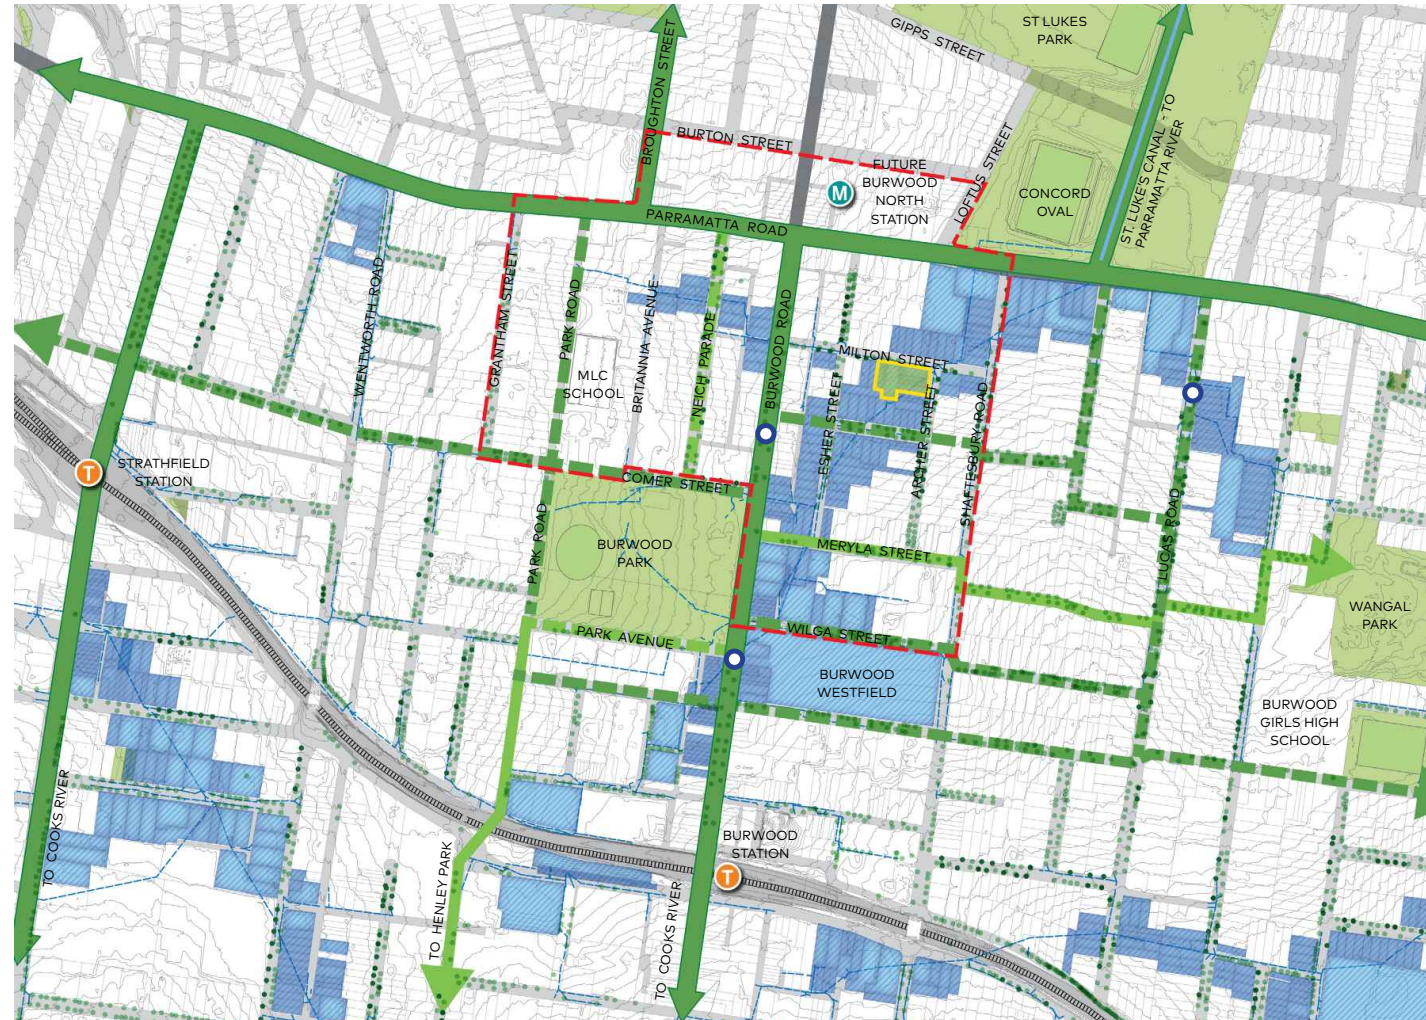 ST LUKES
PARK
GIPPS STREET
BROUGHTON STREET
BURTON STREET
FUTURE
BURWOOD
NORTH
STATION
M
LOFTUS STREET
CONCORD
OVAL
ST. LUKE'S CANAL - TO
PARRAMATTA RIVER
PARRAMATTA ROAD
GRANTHAM STREET
WENTWORTH ROAD
PARK ROAD
MLC
SCHOOL
BRITANNIA AVENUE
NEICH PARADE
BURWOOD ROAD
MILTON STREET
ESHER STREET
ARCHER STREET
SHAFTESBURY ROAD
LUCAS ROAD
T
STRATHFIELD
STATION
COMER STREET
PARK ROAD
BURWOOD
PARK
MERYLA STREET
WANGAL
PARK
PARK AVENUE
WILGA STREET
BURWOOD
WESTFIELD
BURWOOD
GIRLS HIGH
SCHOOL
TO COOKS RIVER
TO HENLEY PARK
BURWOOD
STATION
T
TO COOKS RIVER